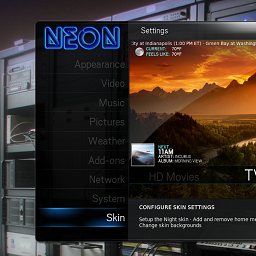 NEON
Settings
City at Indianapolis (1:00 PM ET) · Green Bay at Washing
CURRENT: 70°F
FEELS LIKE: 70°F
Appearance
Video
Music
Pictures
Weather
Add-ons
Network
System
Skin
NEXT
11AM
ARTIST: INCUBUS
ALBUM: MORNING VIEW
HD Movies
TV
CONFIGURE SKIN SETTINGS
Setup the Night skin · Add and remove home me
Change skin backgrounds